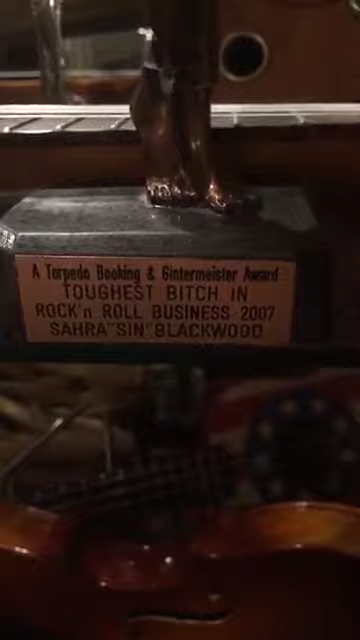 A Torpedo Booking & Gintermeister Award
TOUGHEST BITCH IN
ROCK'n ROLL BUSINESS 2007
SAHRA "SIN" BLACKWOOD